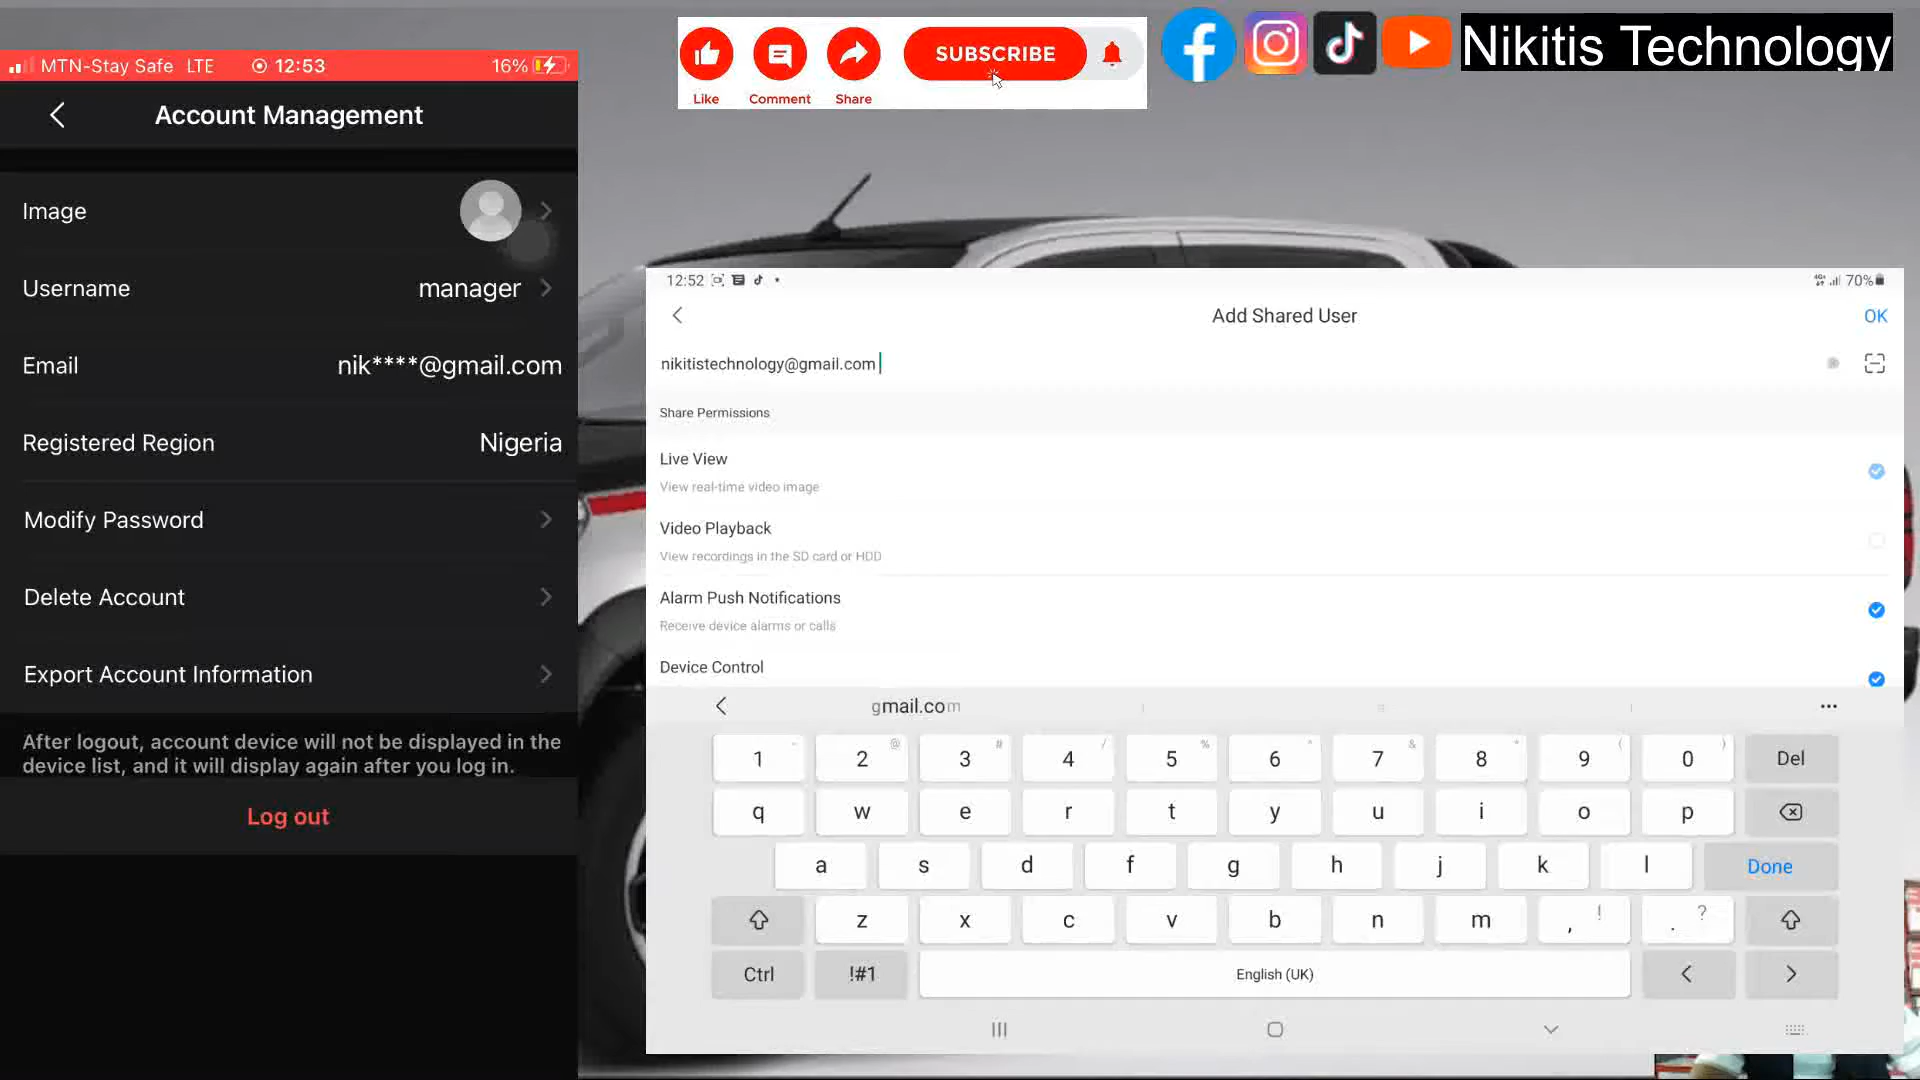 Like
Comment
Share
SUBSCRIBE
Nikitis Technology
MTN-Stay Safe LTE
12:53
16%
Account Management
Image
Username
manager
Email
nik****@gmail.com
Registered Region
Nigeria
Modify Password
Delete Account
Export Account Information
After logout, account device will not be displayed in the
device list, and it will display again after you log in.
Log out
12:52
70%
Add Shared User
OK
nikitistechnology@gmail.com
Share Permissions
Live View
View real-time video image
Video Playback
View recordings in the SD card or HDD
Alarm Push Notifications
Receive device alarms or calls
Device Control
gmail.com
1 2 @ 3 # 4 / 5 % 6 ^ 7 & 8 * 9 ( 0 ) Del
q w e r t y u i o p
a s d f g h j k l Done
z x c v b n m , ! . ?
Ctrl !#1 English (UK) < >